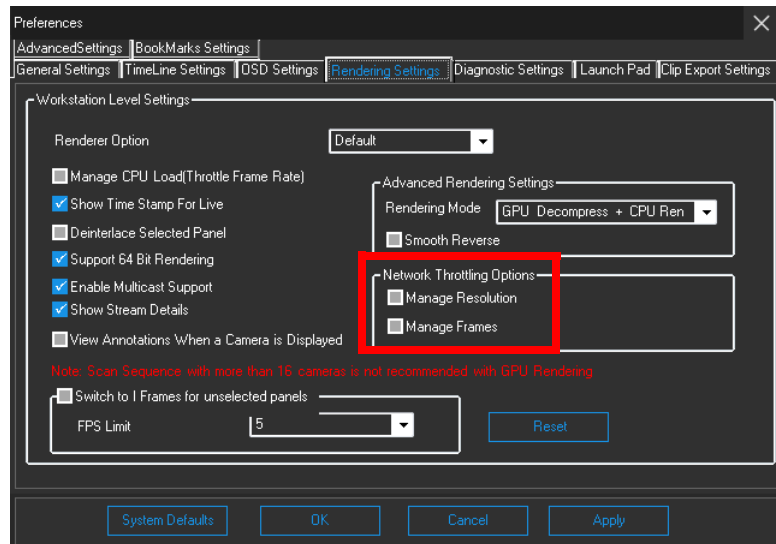 Preferences
AdvancedSettings BookMarks Settings
General Settings TimeLine Settings OSD Settings Rendering Settings Diagnostic Settings Launch Pad Clip Export Settings
Workstation Level Settings
Renderer Option Default
Manage CPU Load(Throttle Frame Rate)
Show Time Stamp For Live
Deinterlace Selected Panel
Support 64 Bit Rendering
Enable Multicast Support
Show Stream Details
View Annotations When a Camera is Displayed
Advanced Rendering Settings
Rendering Mode GPU Decompress + CPU Ren
Smooth Reverse
Network Throttling Options
Manage Resolution
Manage Frames
Note: Scan Sequence with more than 16 cameras is not recommended with GPU Rendering
Switch to I Frames for unselected panels
FPS Limit 5
Reset
System Defaults OK Cancel Apply